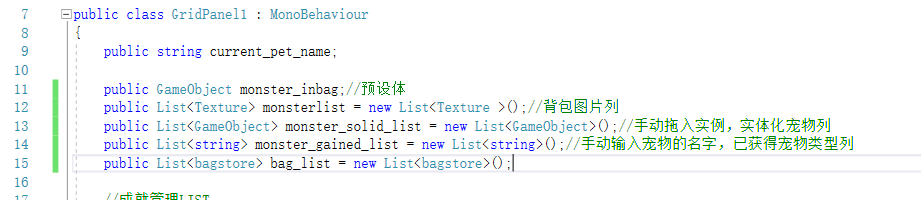 7 public class GridPanel1 : MonoBehaviour
8 {
9 public string current_pet_name;
10
11 public GameObject monster_inbag;//预设体
12 public List<Texture> monsterlist = new List<Texture >();//背包图片列
13 public List<GameObject> monster_solid_list = new List<GameObject>();//手动拖入实例，实体化宠物列
14 public List<string> monster_gained_list = new List<string>();//手动输入宠物的名字，已获得宠物类型列
15 public List<bagstore> bag_list = new List<bagstore>();
16
17 //成就管理LIST